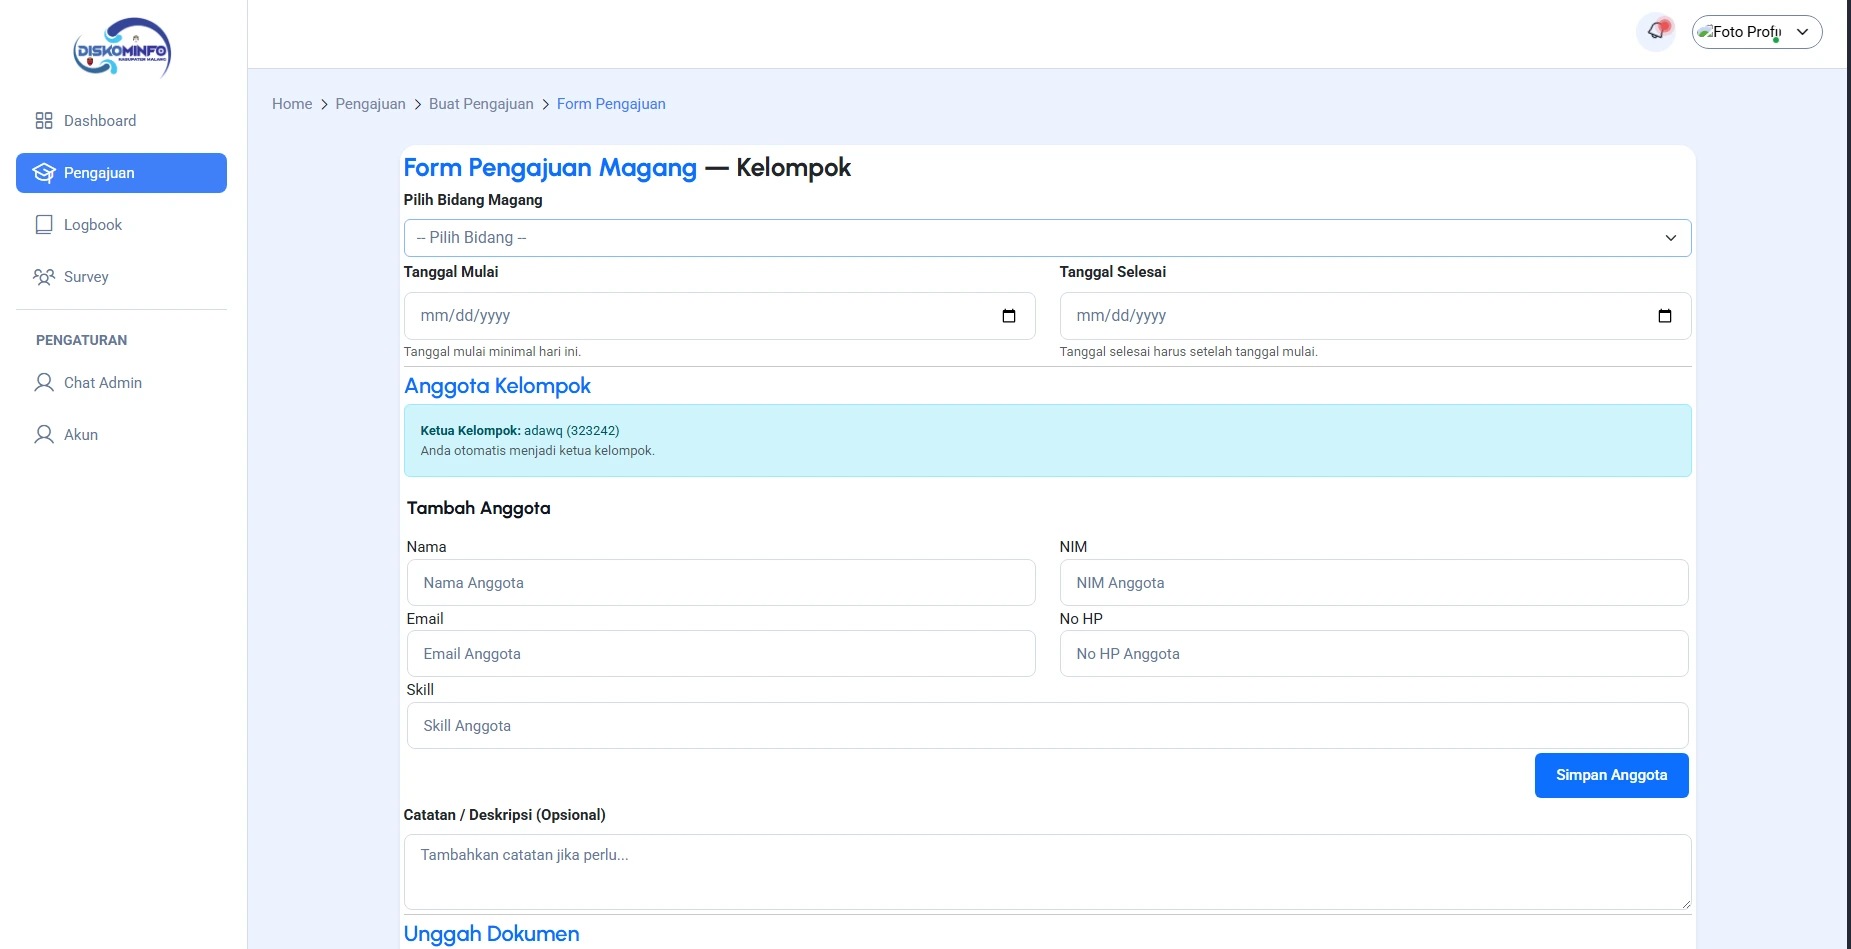 DISKOMINFO
KABUPATEN MALANG
Dashboard
Pengajuan
Logbook
Survey
PENGATURAN
Chat Admin
Akun
Foto Profil
Home > Pengajuan > Buat Pengajuan > Form Pengajuan
Form Pengajuan Magang — Kelompok
Pilih Bidang Magang
-- Pilih Bidang --
Tanggal Mulai
Tanggal Selesai
mm/dd/yyyy
mm/dd/yyyy
Tanggal mulai minimal hari ini.
Tanggal selesai harus setelah tanggal mulai.
Anggota Kelompok
Ketua Kelompok: adawq (323242)
Anda otomatis menjadi ketua kelompok.
Tambah Anggota
Nama
NIM
Nama Anggota
NIM Anggota
Email
No HP
Email Anggota
No HP Anggota
Skill
Skill Anggota
Simpan Anggota
Catatan / Deskripsi (Opsional)
Tambahkan catatan jika perlu...
Unggah Dokumen